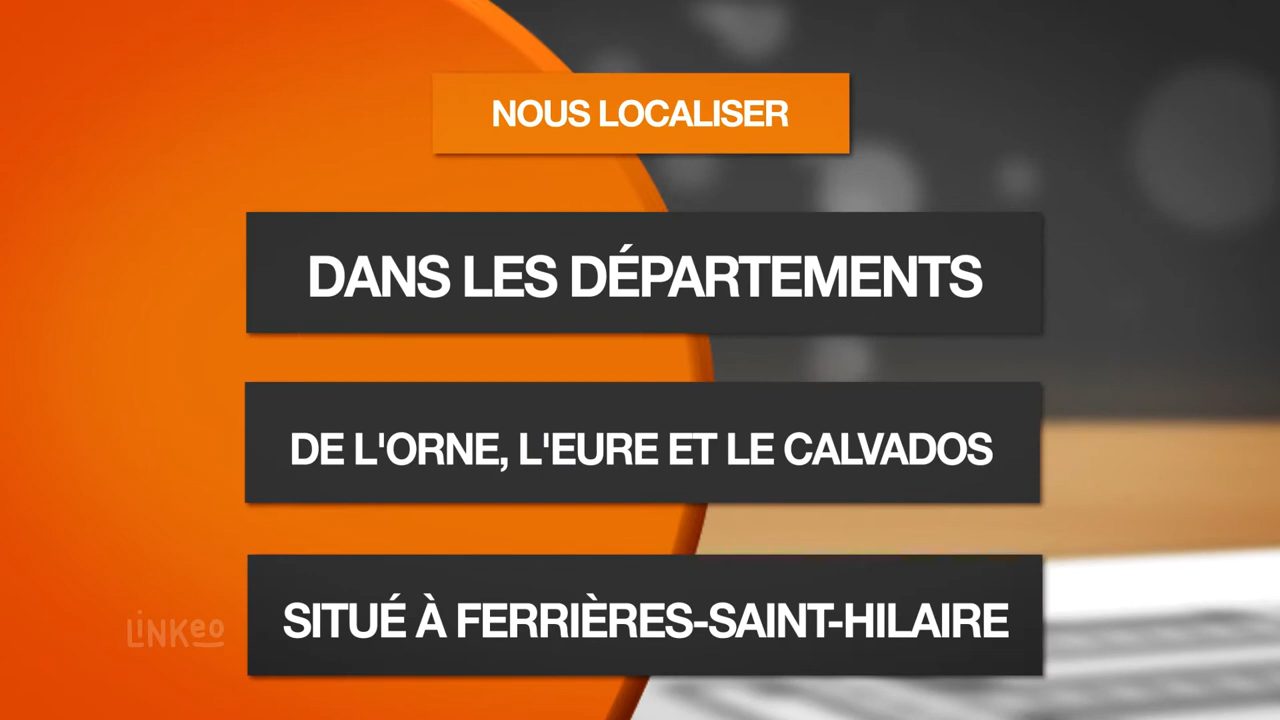 NOUS LOCALISER
DANS LES DÉPARTEMENTS
DE L'ORNE, L'EURE ET LE CALVADOS
SITUÉ À FERRIÈRES-SAINT-HILAIRE
LiNKeo